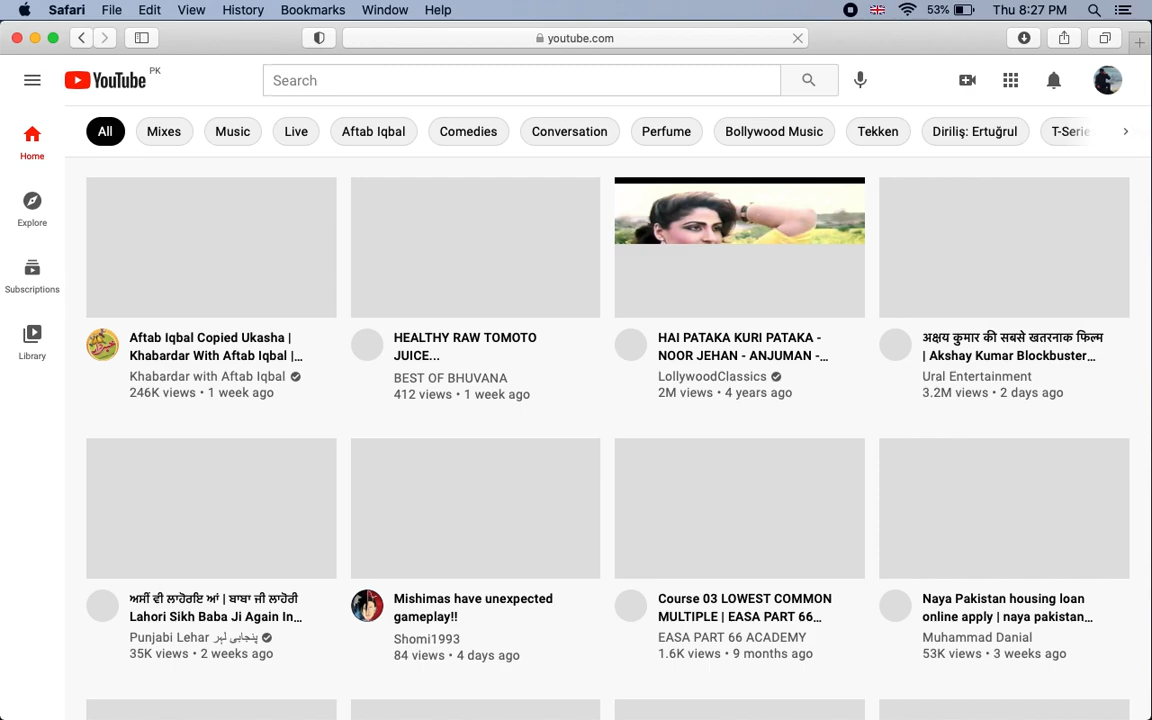 Safari File Edit View History Bookmarks Window Help 53% Thu 8:27 PM
youtube.com
YouTube PK
Search
All Mixes Music Live Aftab Iqbal Comedies Conversation Perfume Bollywood Music Tekken Diriliş: Ertuğrul T-Serie
Home
Explore
Subscriptions
Library
Aftab Iqbal Copied Ukasha |
Khabardar With Aftab Iqbal |...
Khabardar with Aftab Iqbal
246K views • 1 week ago
HEALTHY RAW TOMOTO
JUICE...
BEST OF BHUVANA
412 views • 1 week ago
HAI PATAKA KURI PATAKA -
NOOR JEHAN - ANJUMAN -...
LollywoodClassics
2M views • 4 years ago
अक्षय कुमार की सबसे खतरनाक फिल्म
| Akshay Kumar Blockbuster...
Ural Entertainment
3.2M views • 2 days ago
ਅਸੀਂ ਵੀ ਲਾਹੋਰਇ ਆਂ | ਬਾਬਾ ਜੀ ਲਾਹੋਰੀ
Lahori Sikh Baba Ji Again In...
Punjabi Lehar پنجابی لہر
35K views • 2 weeks ago
Mishimas have unexpected
gameplay!!
Shomi1993
84 views • 4 days ago
Course 03 LOWEST COMMON
MULTIPLE | EASA PART 66...
EASA PART 66 ACADEMY
1.6K views • 9 months ago
Naya Pakistan housing loan
online apply | naya pakistan...
Muhammad Danial
53K views • 3 weeks ago